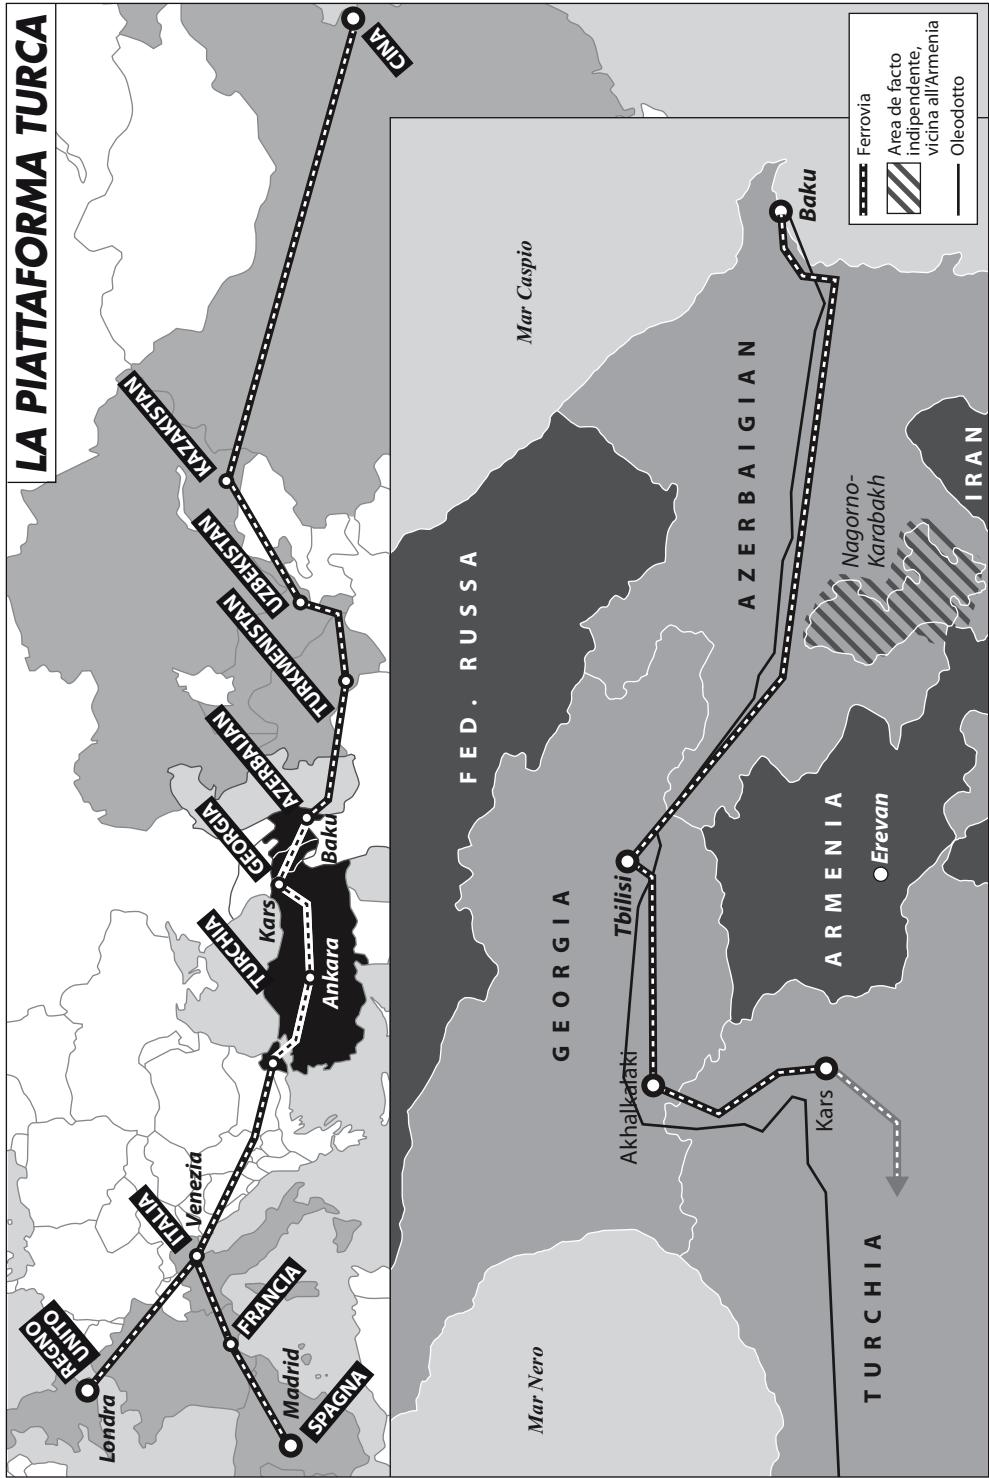 LA PIATTAFORMA TURCA
REGNO
UNITO
Londra
ITALIA
Venezia
FRANCIA
Madrid
SPAGNA
TURCHIA
Kars
Ankara
GEORGIA
Baku
AZERBAIJAN
TURKMENISTAN
UZBEKISTAN
KAZAKISTAN
CINA
Mar Nero
FED. RUSSA
Mar Caspio
GEORGIA
Tbilisi
Akhalkalaki
AZERBAIGIAN
Baku
Kars
TURCHIA
ARMENIA
Erevan
Nagorno-
Karabakh
IRAN
Ferrovia
Area de facto
indipendente,
vicina all'Armenia
Oleodotto